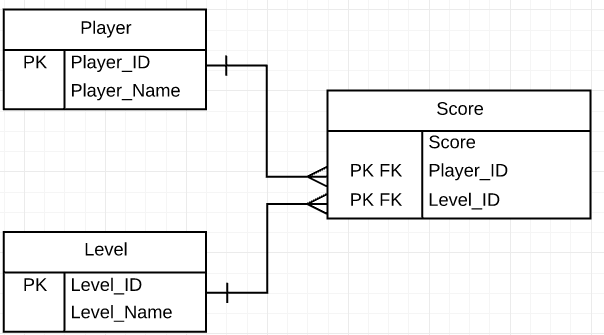 Player
PK Player_ID
Player_Name
Score
Score
PK FK Player_ID
PK FK Level_ID
Level
PK Level_ID
Level_Name